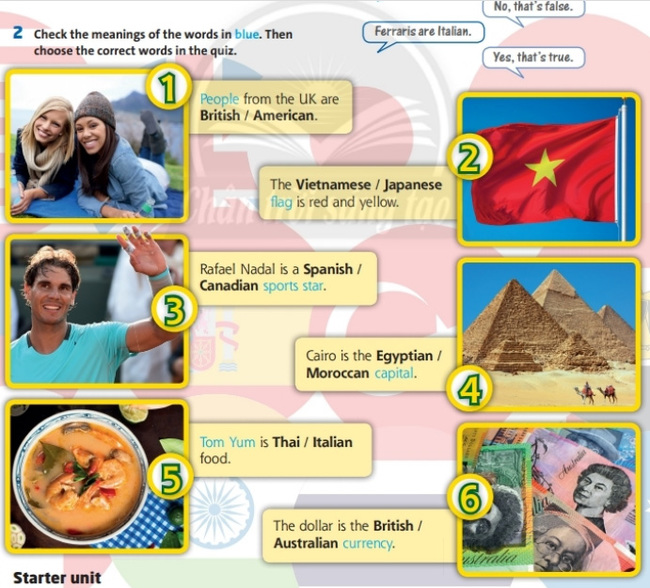 No, that's false.
Ferraris are Italian.
Yes, that's true.
2 Check the meanings of the words in blue. Then
choose the correct words in the quiz.
1
People from the UK are
British / American.
2
The Vietnamese / Japanese
flag is red and yellow.
3
Rafael Nadal is a Spanish /
Canadian sports star.
Cairo is the Egyptian /
Moroccan capital.
4
5
Tom Yum is Thai / Italian
food.
6
The dollar is the British /
Australian currency.
Australia
Starter unit
Chân trời sáng tạo